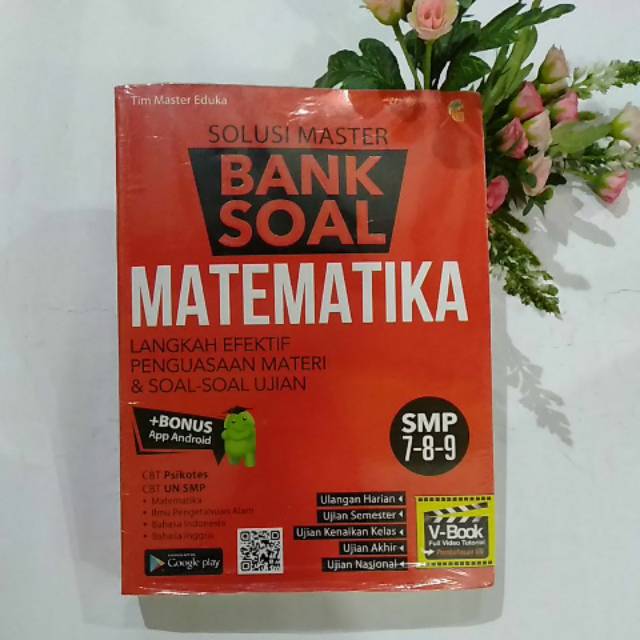 Tim Master Eduka
SOLUSI MASTER
BANK
SOAL
MATEMATIKA
LANGKAH EFEKTIF
PENGUASAAN MATERI
& SOAL-SOAL UJIAN
+BONUS
App Android
SMP
7-8-9
CBT Psikotes
CBT UN SMP
• Matematika
• Ilmu Pengetahuan Alam
• Bahasa Indonesia
• Bahasa Inggris
Google play
Ulangan Harian
Ujian Semester
Ujian Kenaikan Kelas
Ujian Akhir
Ujian Nasional
V-Book
Full Video Tutorial
Pembahasan UN